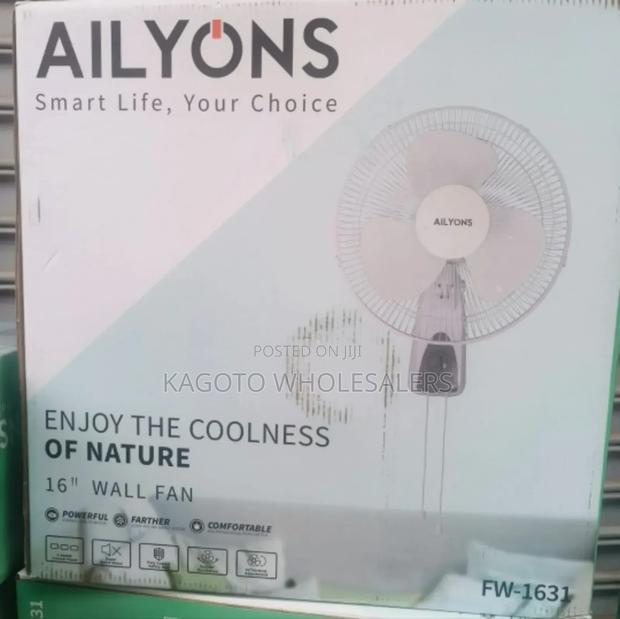 AILYONS
Smart Life, Your Choice
AILYONS
POSTED ON JIJI
KAGOTO WHOLESALERS
ENJOY THE COOLNESS
OF NATURE
16" WALL FAN
POWERFUL
FARTHER
COMFORTABLE
FW-1631
31